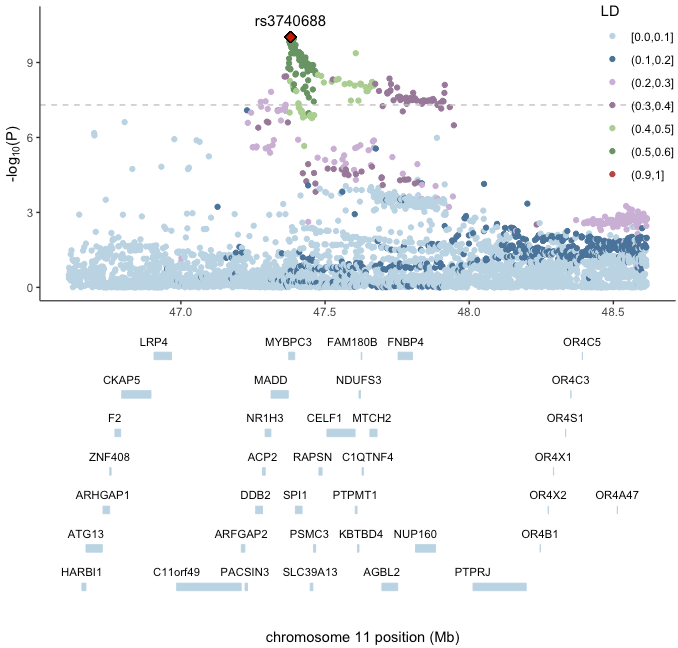 rs3740688
LD
[0.0,0.1]
(0.1,0.2]
(0.2,0.3]
(0.3,0.4]
(0.4,0.5]
(0.5,0.6]
(0.9,1]
-log10(P)
9
6
3
0
47.0 47.5 48.0 48.5
LRP4 MYBPC3 FAM180B FNBP4 OR4C5
CKAP5 MADD NDUFS3 OR4C3
F2 NR1H3 CELF1 MTCH2 OR4S1
ZNF408 ACP2 RAPSN C1QTNF4 OR4X1
ARHGAP1 DDB2 SPI1 PTPMT1 OR4X2 OR4A47
ATG13 ARFGAP2 PSMC3 KBTBD4 NUP160 OR4B1
HARBI1 C11orf49 PACSIN3 SLC39A13 AGBL2 PTPRJ
chromosome 11 position (Mb)